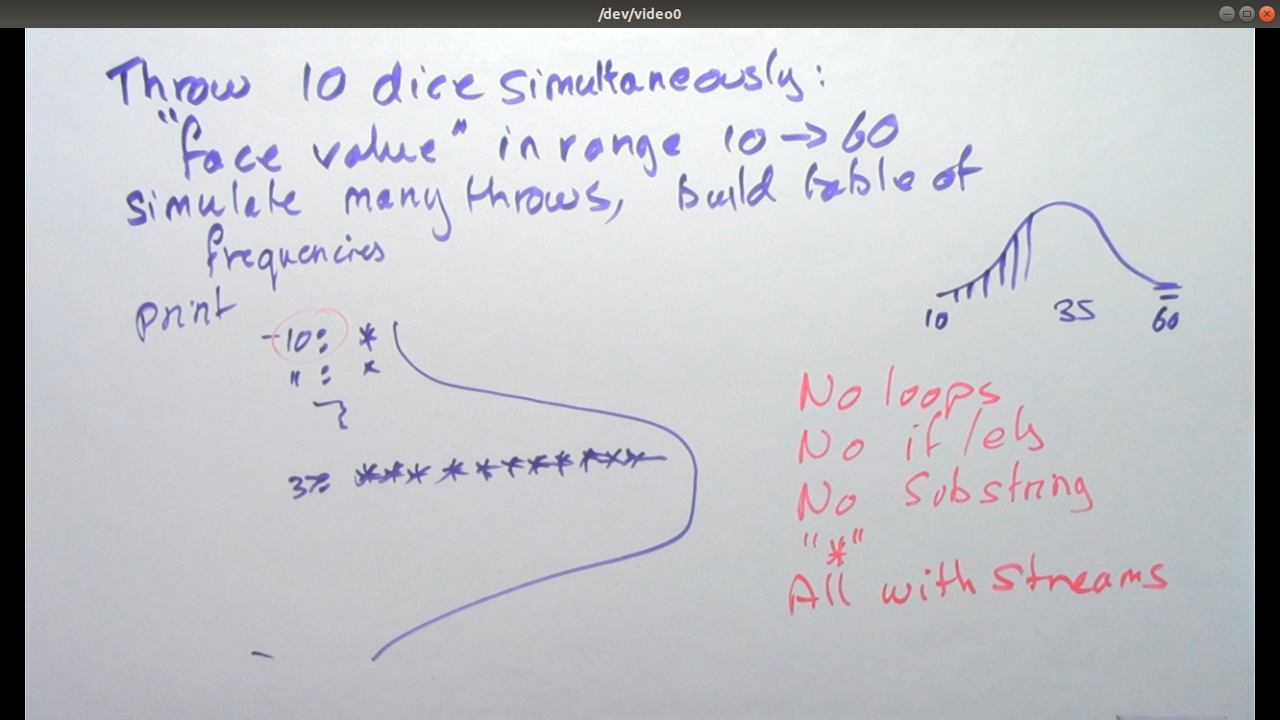 /dev/video0
Throw 10 dice simultaneously:
"face value" in range 10 → 60
simulate many throws, build table of
frequencies
print
10: *
" : *
37: ***********
10 35 60
No loops
No if/els
No Substring
"*"
All with streams